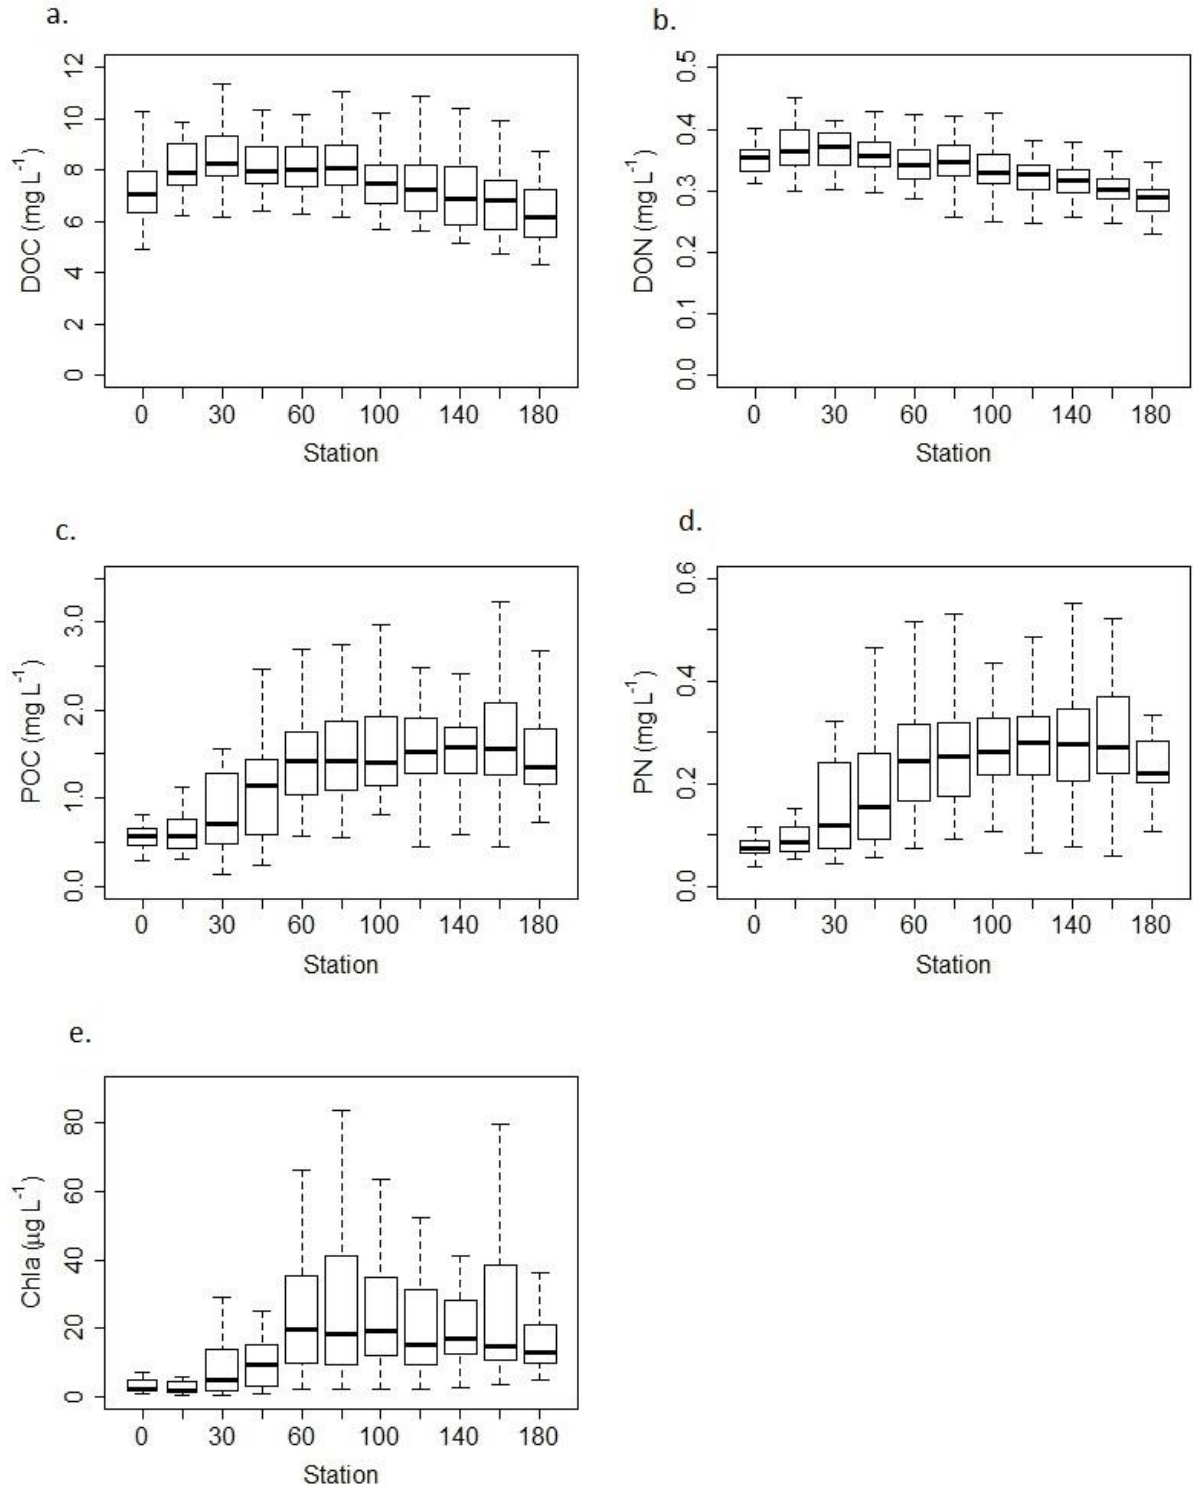 a.
DOC (mg L⁻¹)
12
10
8
6
4
2
0
0 30 60 100 140 180
Station
b.
DON (mg L⁻¹)
0.5
0.4
0.3
0.2
0.1
0.0
0 30 60 100 140 180
Station
c.
POC (mg L⁻¹)
3.0
2.0
1.0
0.0
0 30 60 100 140 180
Station
d.
PN (mg L⁻¹)
0.6
0.4
0.2
0.0
0 30 60 100 140 180
Station
e.
Chla (µg L⁻¹)
80
60
40
20
0
0 30 60 100 140 180
Station